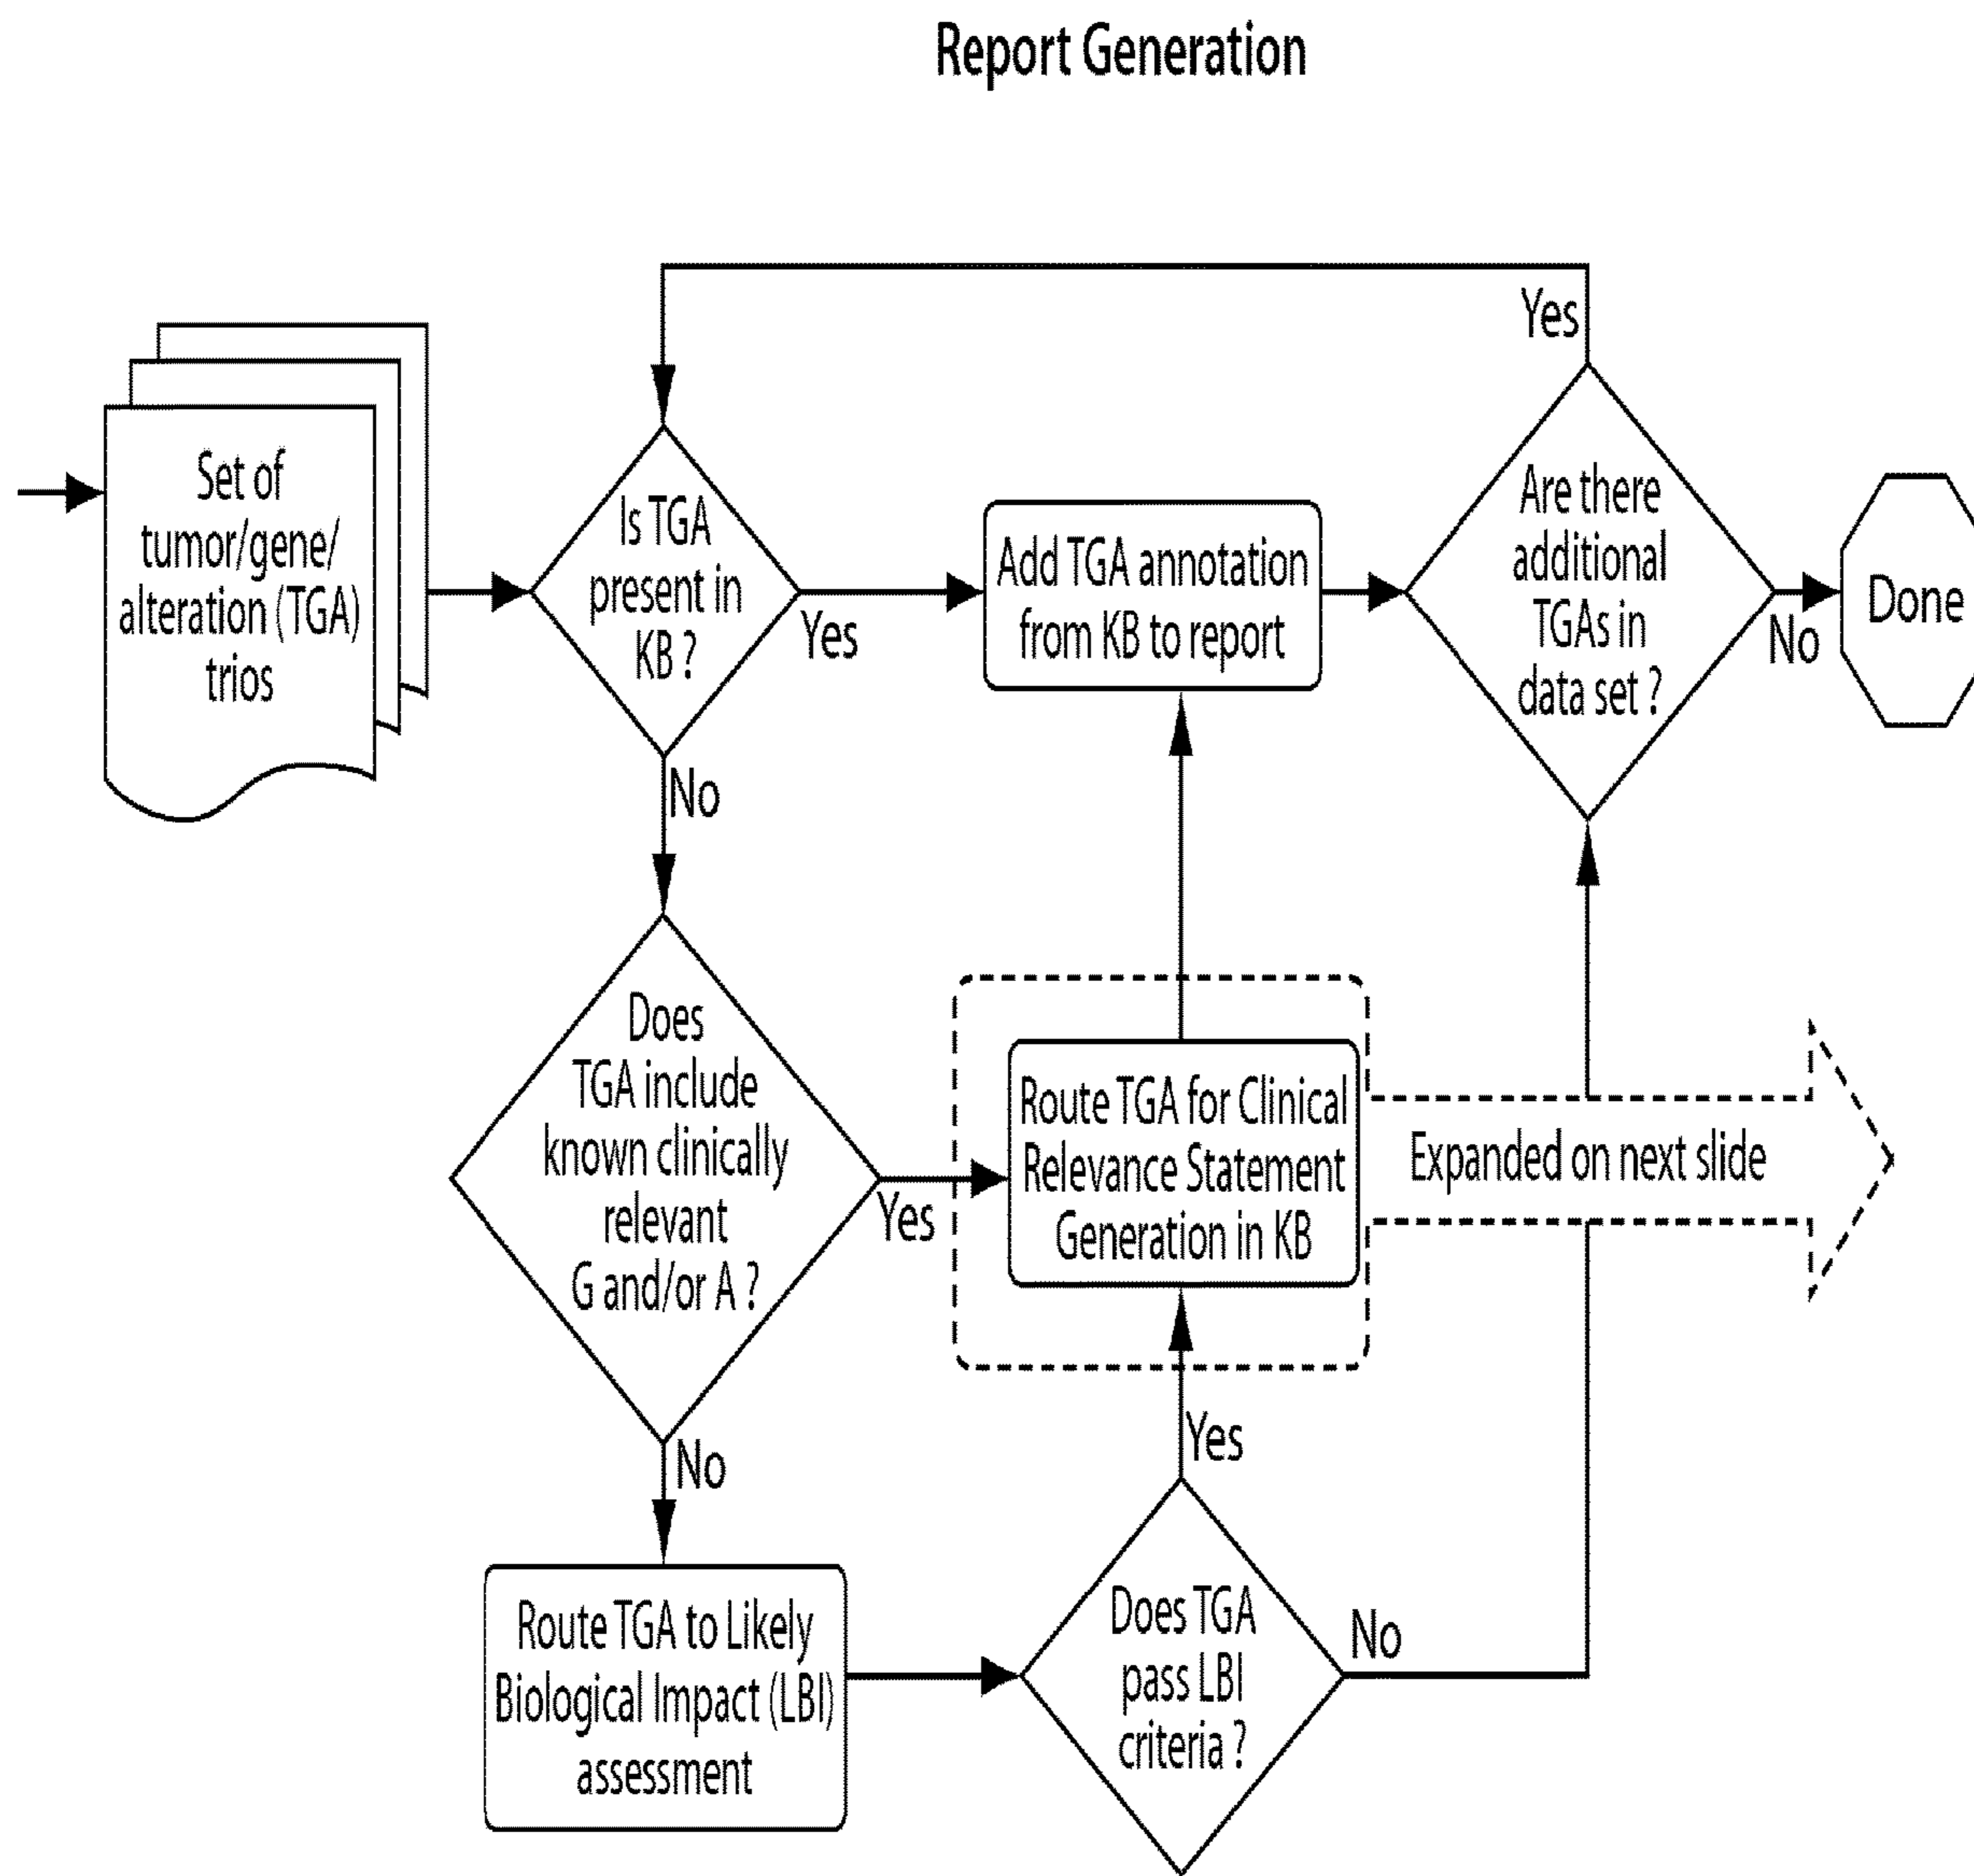 Report Generation
Set of
tumor/gene/
alteration (TGA)
trios
Is TGA
present in
KB ?
Yes
No
Add TGA annotation
from KB to report
Are there
additional
TGAs in
data set ?
Yes
No
Done
Does
TGA include
known clinically
relevant
G and/or A ?
Yes
No
Route TGA for Clinical
Relevance Statement
Generation in KB
Expanded on next slide
Route TGA to Likely
Biological Impact (LBI)
assessment
Does TGA
pass LBI
criteria ?
Yes
No